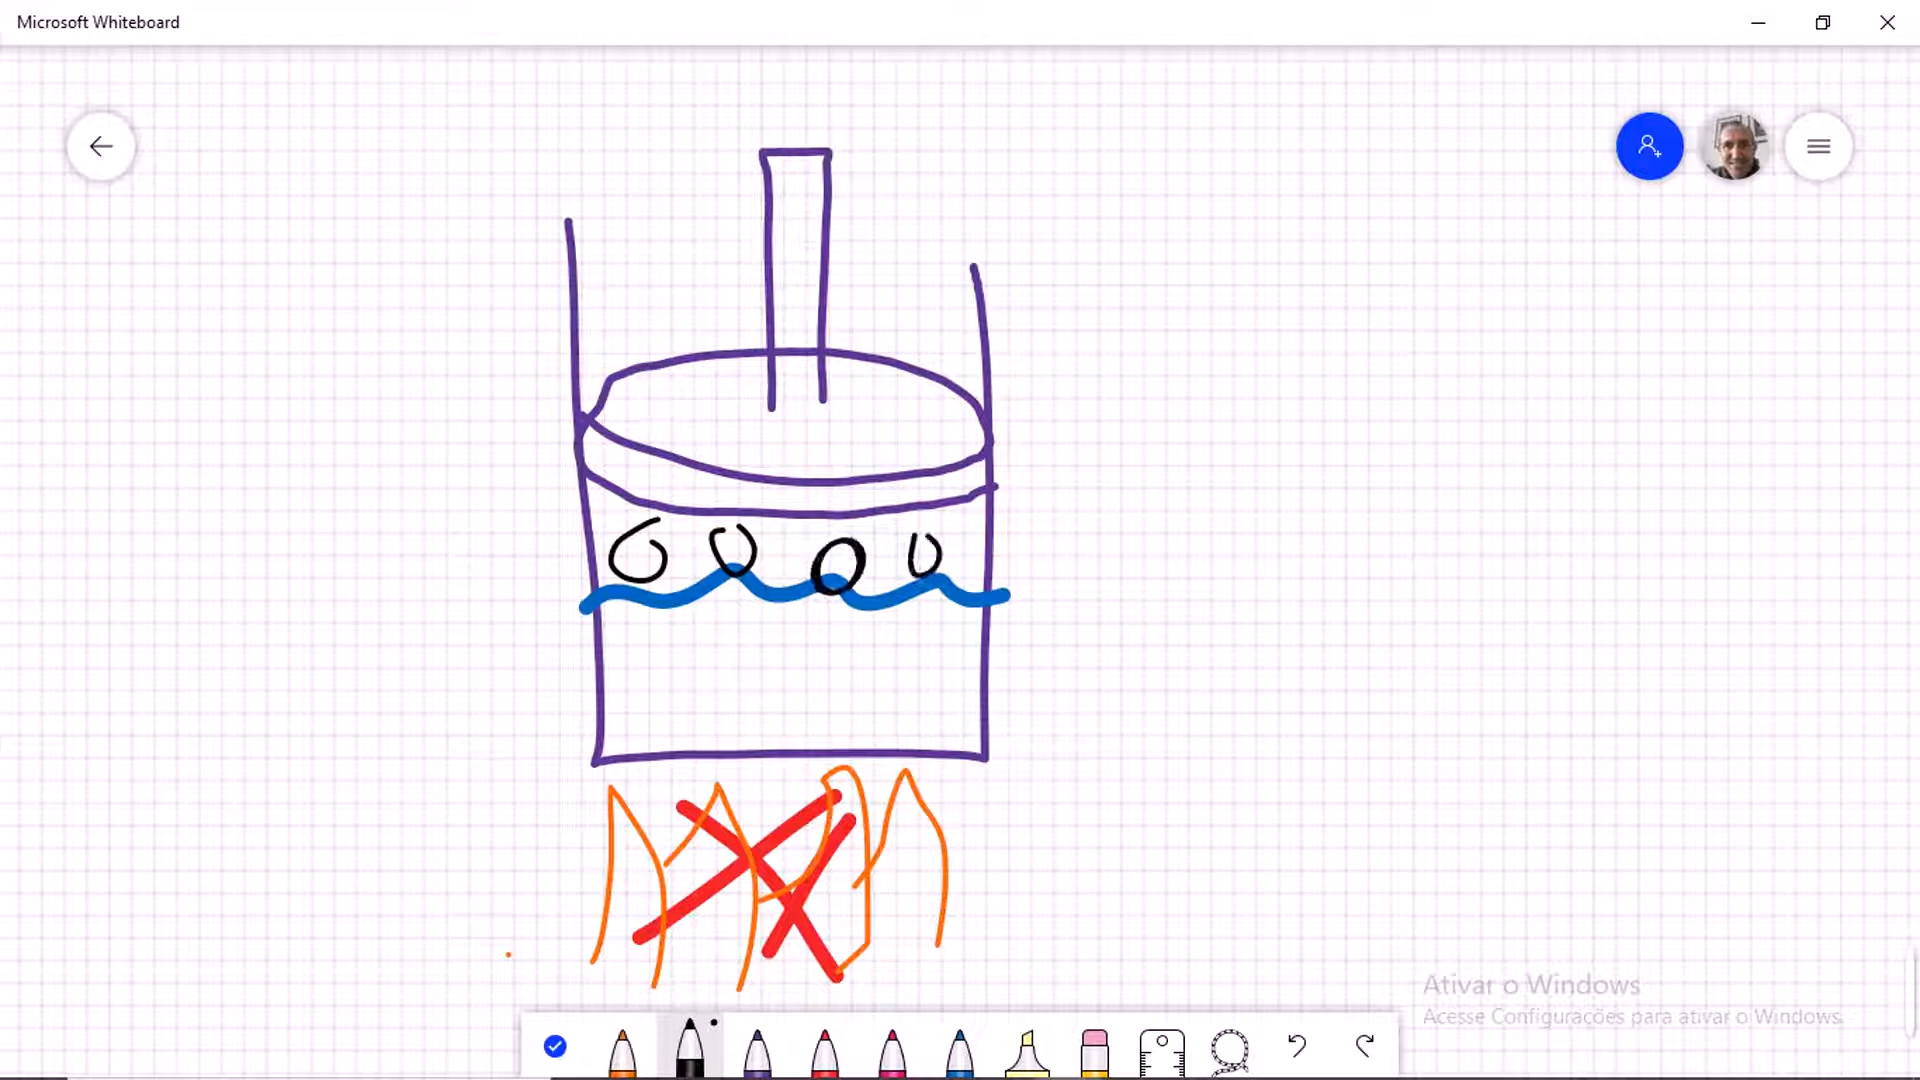 Microsoft Whiteboard
Ativar o Windows
Acesse Configurações para ativar o Windows.